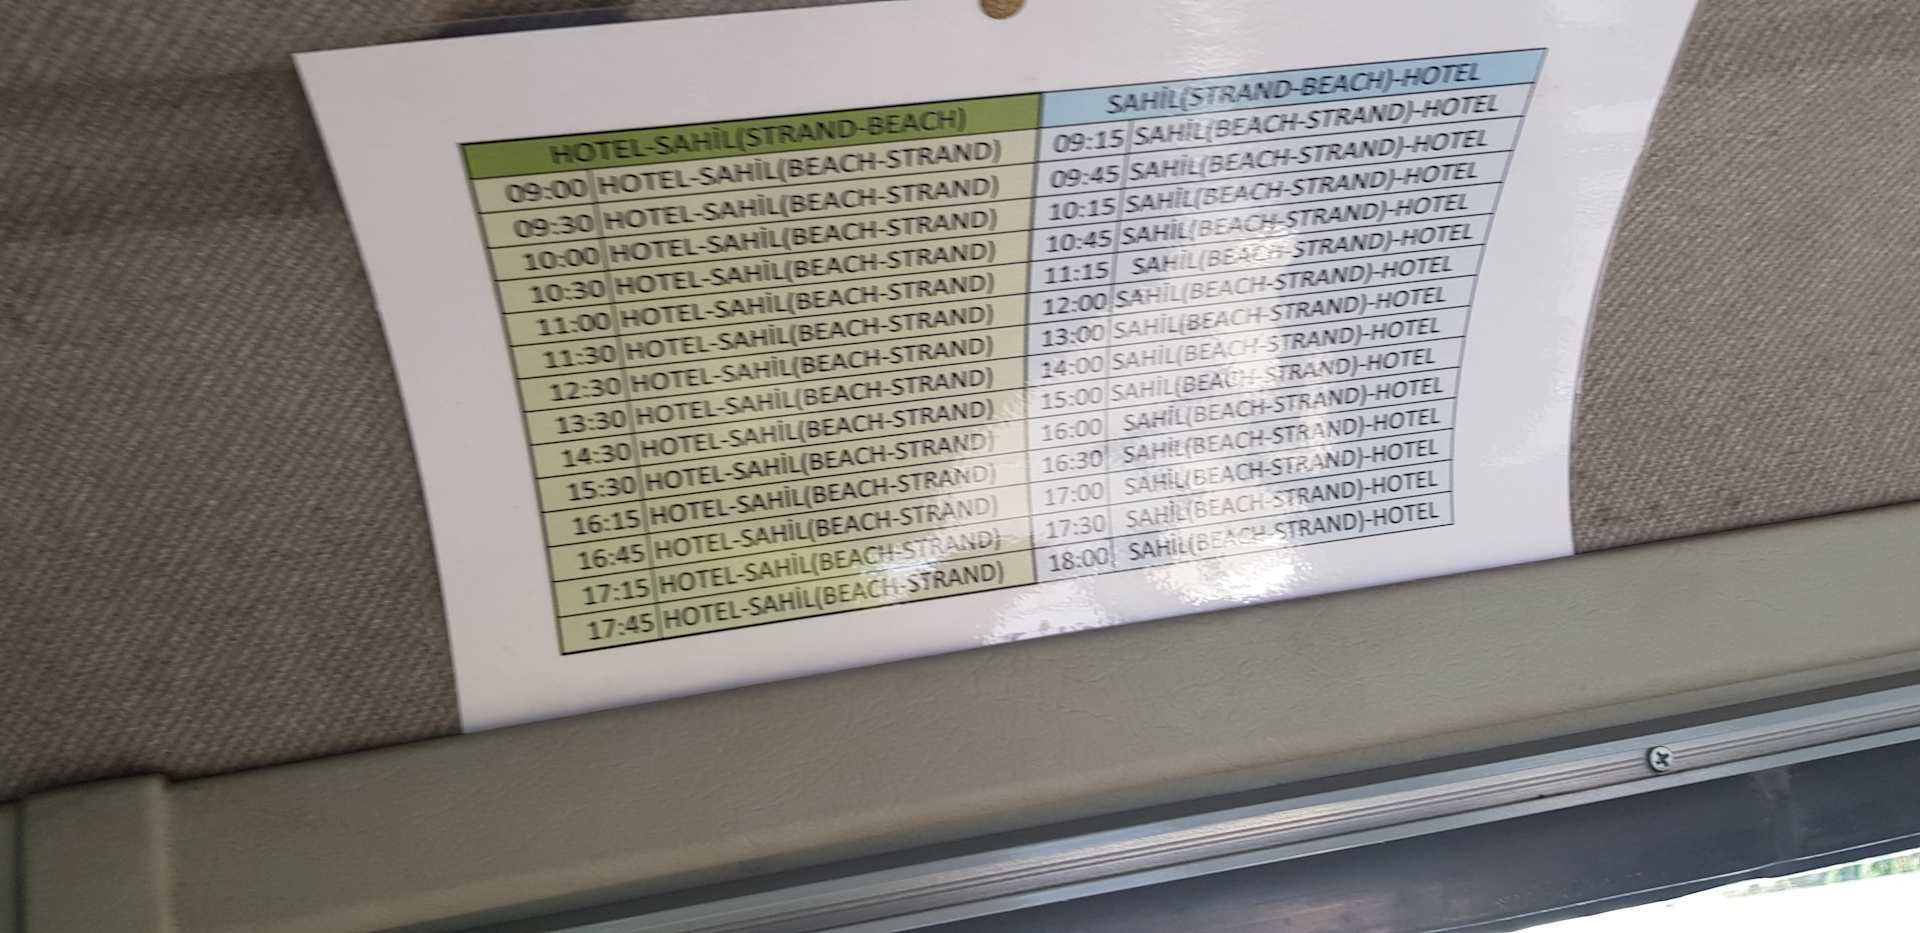 HOTEL-SAHİL(STRAND-BEACH)
09:00 HOTEL-SAHİL(BEACH-STRAND)
09:30 HOTEL-SAHİL(BEACH-STRAND)
10:00 HOTEL-SAHİL(BEACH-STRAND)
10:30 HOTEL-SAHİL(BEACH-STRAND)
11:00 HOTEL-SAHİL(BEACH-STRAND)
11:30 HOTEL-SAHİL(BEACH-STRAND)
12:30 HOTEL-SAHİL(BEACH-STRAND)
13:30 HOTEL-SAHİL(BEACH-STRAND)
14:30 HOTEL-SAHİL(BEACH-STRAND)
15:30 HOTEL-SAHİL(BEACH-STRAND)
16:15 HOTEL-SAHİL(BEACH-STRAND)
16:45 HOTEL-SAHİL(BEACH-STRAND)
17:15 HOTEL-SAHİL(BEACH-STRAND)
17:45 HOTEL-SAHİL(BEACH-STRAND)
SAHİL(STRAND-BEACH)-HOTEL
09:15 SAHİL(BEACH-STRAND)-HOTEL
09:45 SAHİL(BEACH-STRAND)-HOTEL
10:15 SAHİL(BEACH-STRAND)-HOTEL
10:45 SAHİL(BEACH-STRAND)-HOTEL
11:15 SAHİL(BEACH-STRAND)-HOTEL
12:00 SAHİL(BEACH-STRAND)-HOTEL
13:00 SAHİL(BEACH-STRAND)-HOTEL
14:00 SAHİL(BEACH-STRAND)-HOTEL
15:00 SAHİL(BEACH-STRAND)-HOTEL
16:00 SAHİL(BEACH-STRAND)-HOTEL
16:30 SAHİL(BEACH-STRAND)-HOTEL
17:00 SAHİL(BEACH-STRAND)-HOTEL
17:30 SAHİL(BEACH-STRAND)-HOTEL
18:00 SAHİL(BEACH-STRAND)-HOTEL